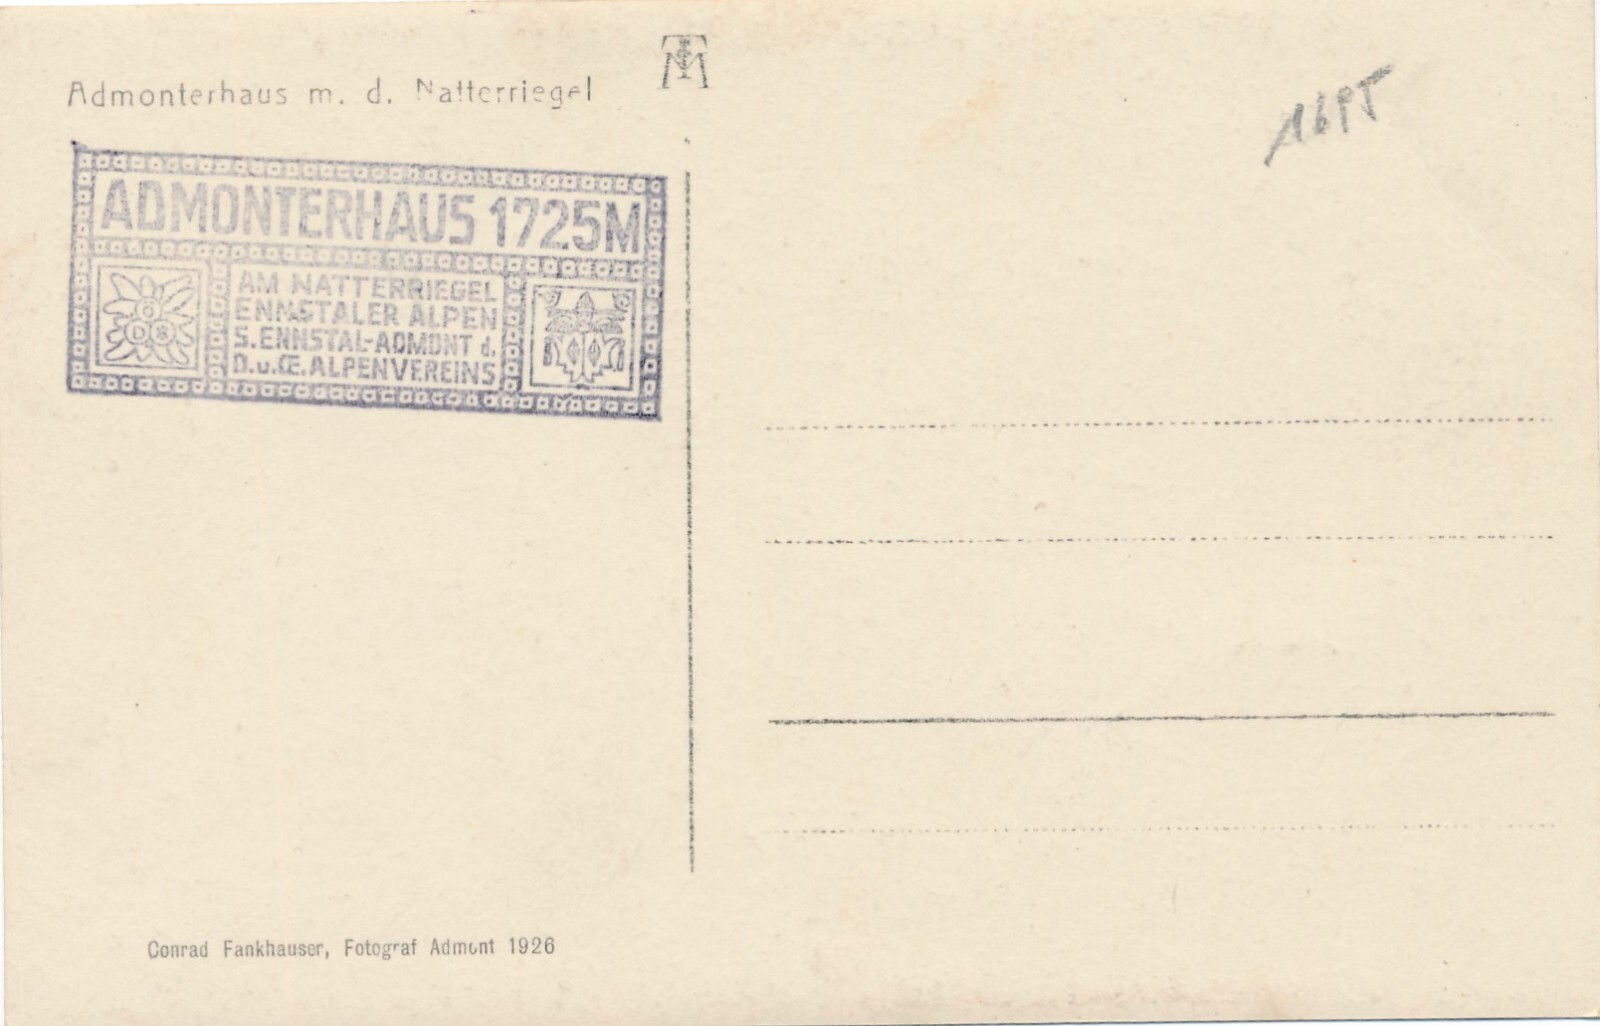 Admonterhaus m. d. Natterriegel
ADMONTERHAUS 1725M
AM NATTERRIEGEL
ENNSTALER ALPEN
S. ENNSTAL-ADMONT d.
D.u.Œ. ALPENVEREINS
Conrad Fankhauser, Fotograf Admont 1926